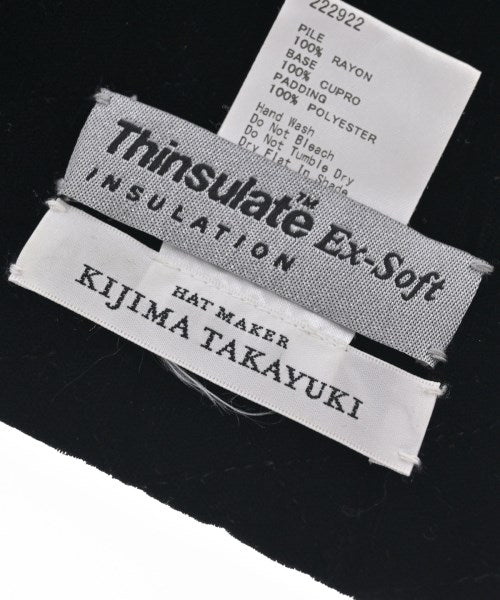 222922
PILE
100% RAYON
BASE
100% CUPRO
PADDING
100% POLYESTER
Hand Wash
Do Not Bleach
Do Not Tumble Dry
Dry Flat In Shade
Thinsulate™ Ex-Soft
INSULATION
HAT MAKER
KIJIMA TAKAYUKI